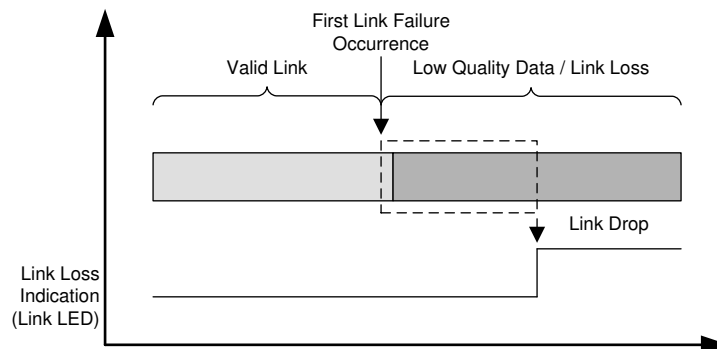 First Link Failure
Occurrence
Valid Link
Low Quality Data / Link Loss
Link Drop
Link Loss
Indication
(Link LED)